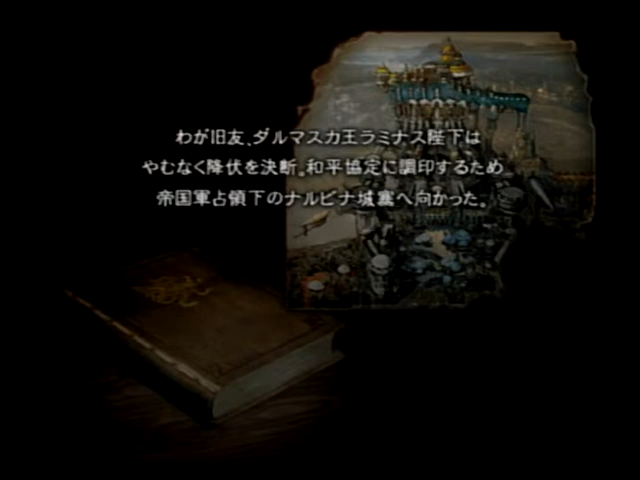 わが旧友、ダルマスカ王ラミナス陛下は
やむなく降伏を決断。和平協定に調印するため
帝国軍占領下のナルビナ城塞へ向かった。